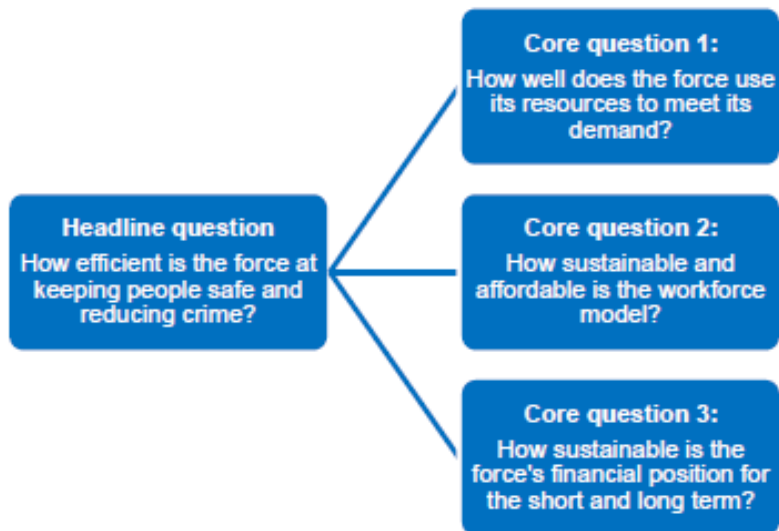 Core question 1:
How well does the force use
its resources to meet its
demand?
Headline question
How efficient is the force at
keeping people safe and
reducing crime?
Core question 2:
How sustainable and
affordable is the workforce
model?
Core question 3:
How sustainable is the
force's financial position for
the short and long term?